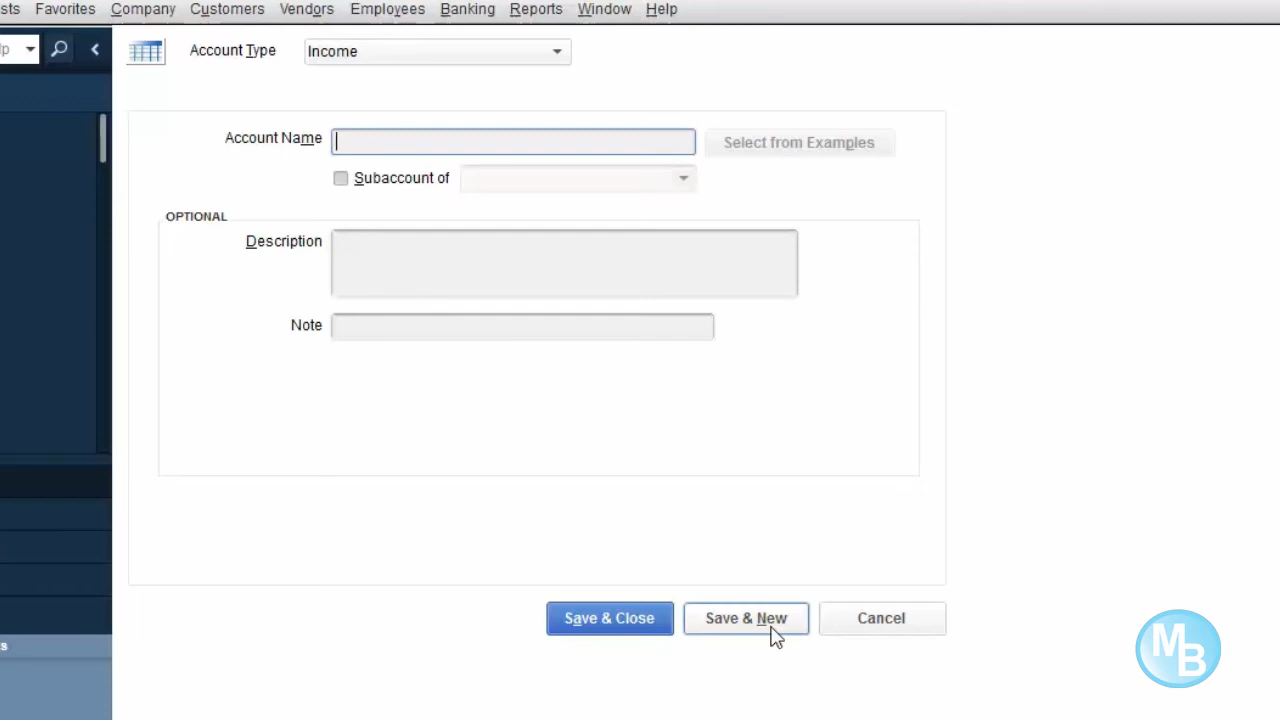 sts Favorites Company Customers Vendors Employees Banking Reports Window Help
lp
Account Type Income
Account Name Select from Examples
Subaccount of
OPTIONAL
Description
Note
Save & Close Save & New Cancel
s
MB